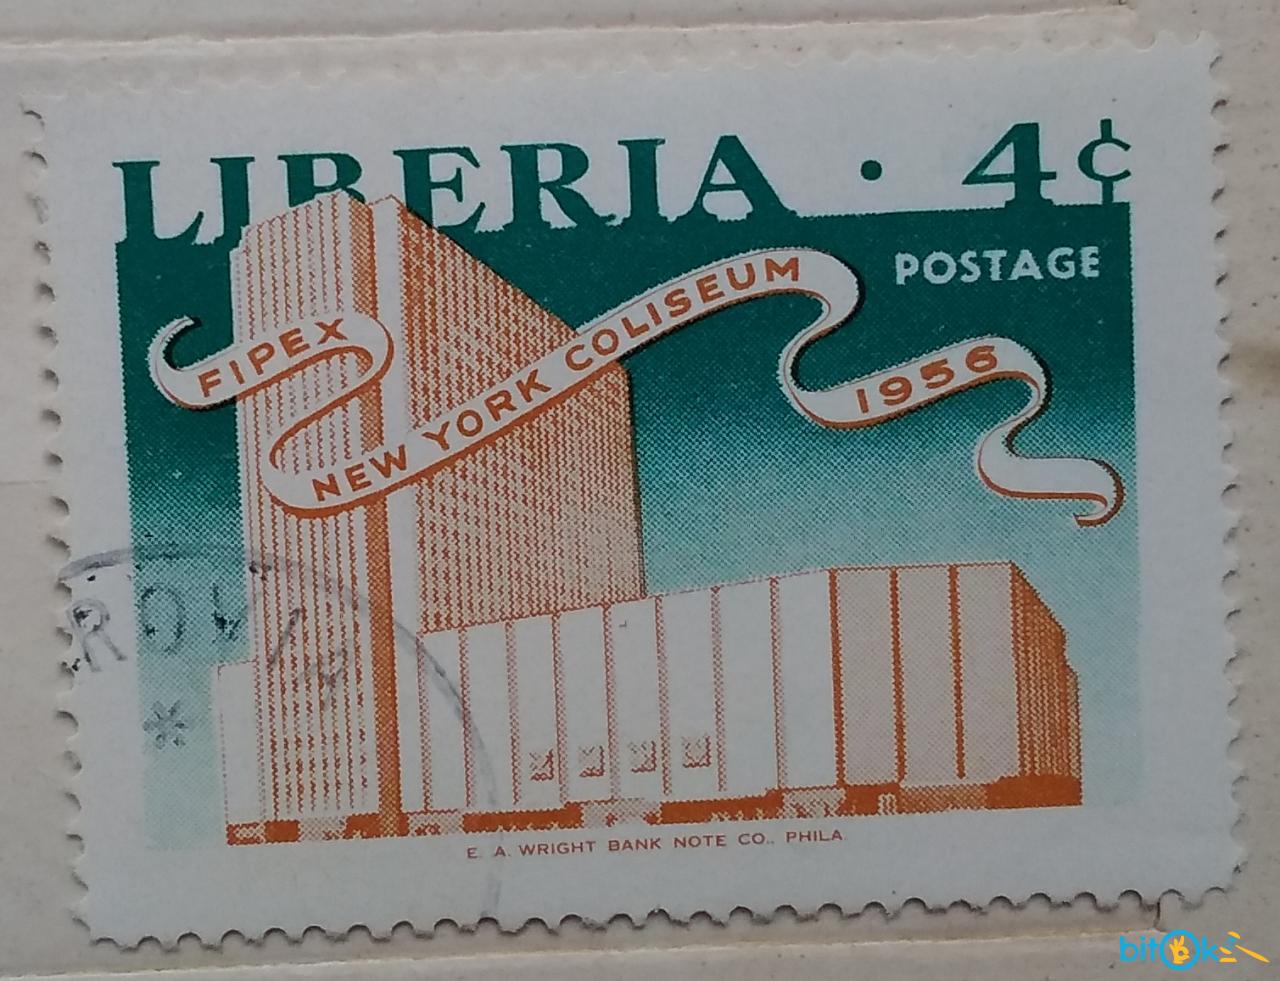 LIBERIA · 4¢
POSTAGE
FIPEX
NEW YORK COLISEUM
1956
E. A. WRIGHT BANK NOTE CO., PHILA.
bitOk